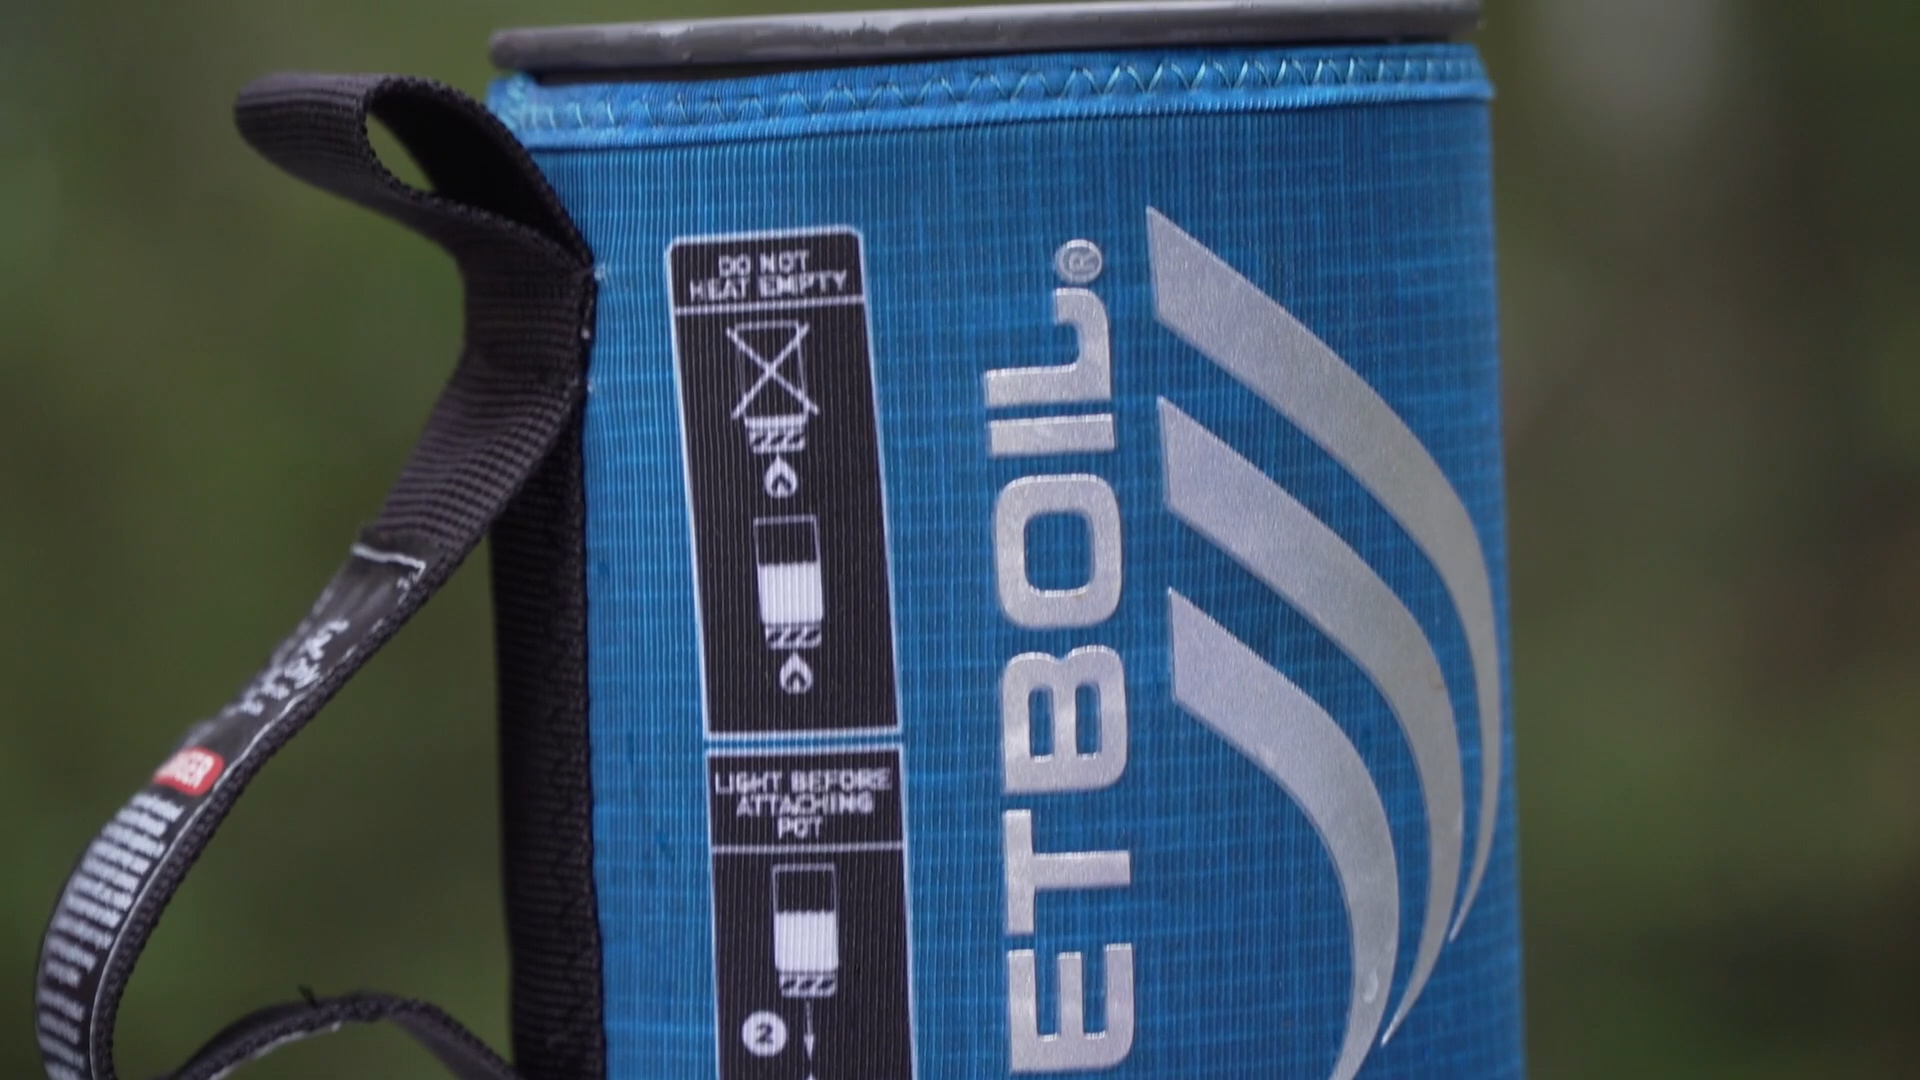 DO NOT
HEAT EMPTY
LIGHT BEFORE
ATTACHING
POT
2
ETBOIL®